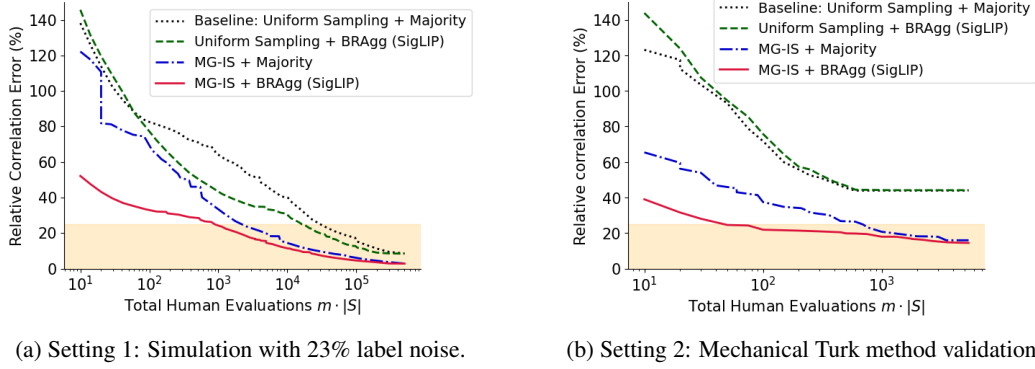 Relative Correlation Error (%)
140
120
100
80
60
40
20
0
Baseline: Uniform Sampling + Majority
Uniform Sampling + BRAgg (SigLIP)
MG-IS + Majority
MG-IS + BRAgg (SigLIP)
10¹ 10² 10³ 10⁴ 10⁵
Total Human Evaluations m · |S|
(a) Setting 1: Simulation with 23% label noise.
Relative correlation Error (%)
140
120
100
80
60
40
20
0
Baseline: Uniform Sampling + Majority
Uniform Sampling + BRAgg (SigLIP)
MG-IS + Majority
MG-IS + BRAgg (SigLIP)
10¹ 10² 10³
Total Human Evaluations m · |S|
(b) Setting 2: Mechanical Turk method validation